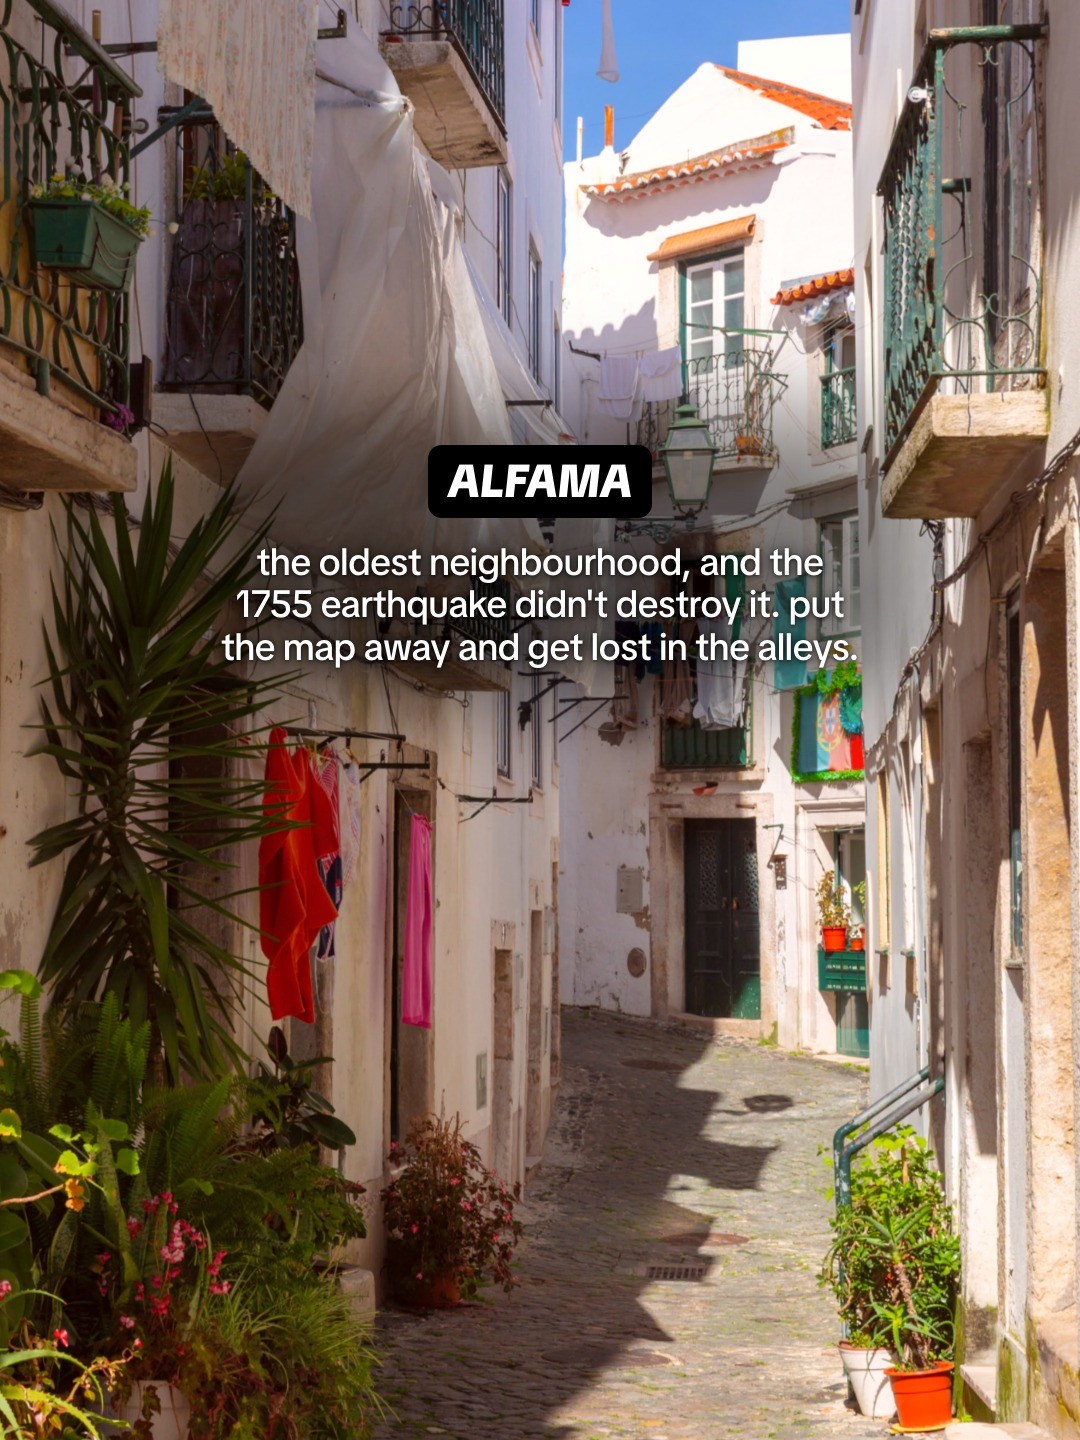 ALFAMA
the oldest neighbourhood, and the
1755 earthquake didn't destroy it. put
the map away and get lost in the alleys.